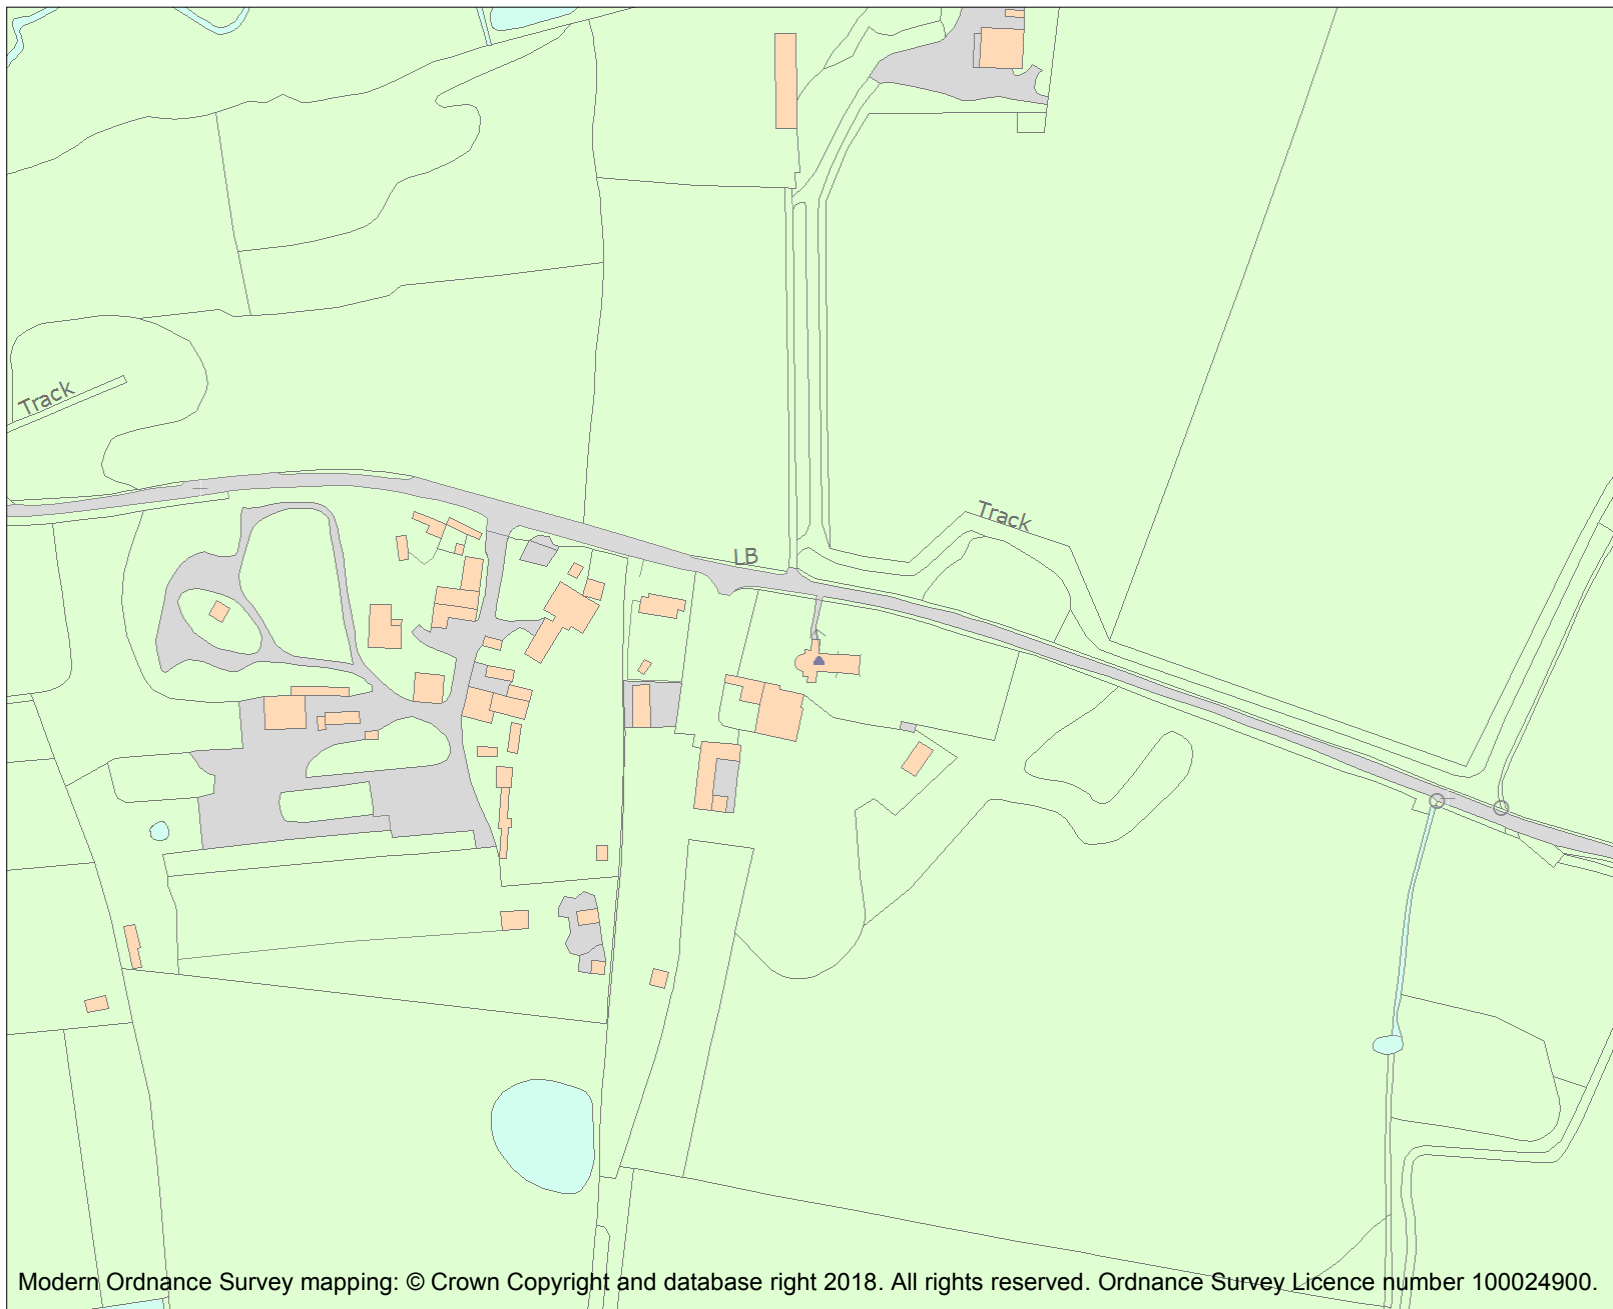 Track
Track
LB
Modern Ordnance Survey mapping: © Crown Copyright and database right 2018. All rights reserved. Ordnance Survey Licence number 100024900.